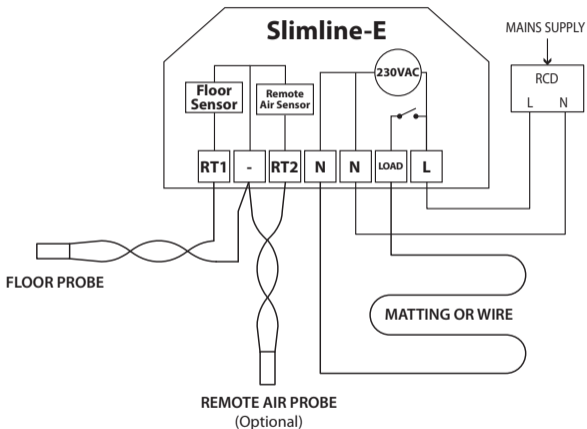 Slimline-E
MAINS SUPPLY
230VAC
RCD
L N
Floor
Sensor
Remote
Air Sensor
RT1 - RT2 N N LOAD L
FLOOR PROBE
MATTING OR WIRE
REMOTE AIR PROBE
(Optional)